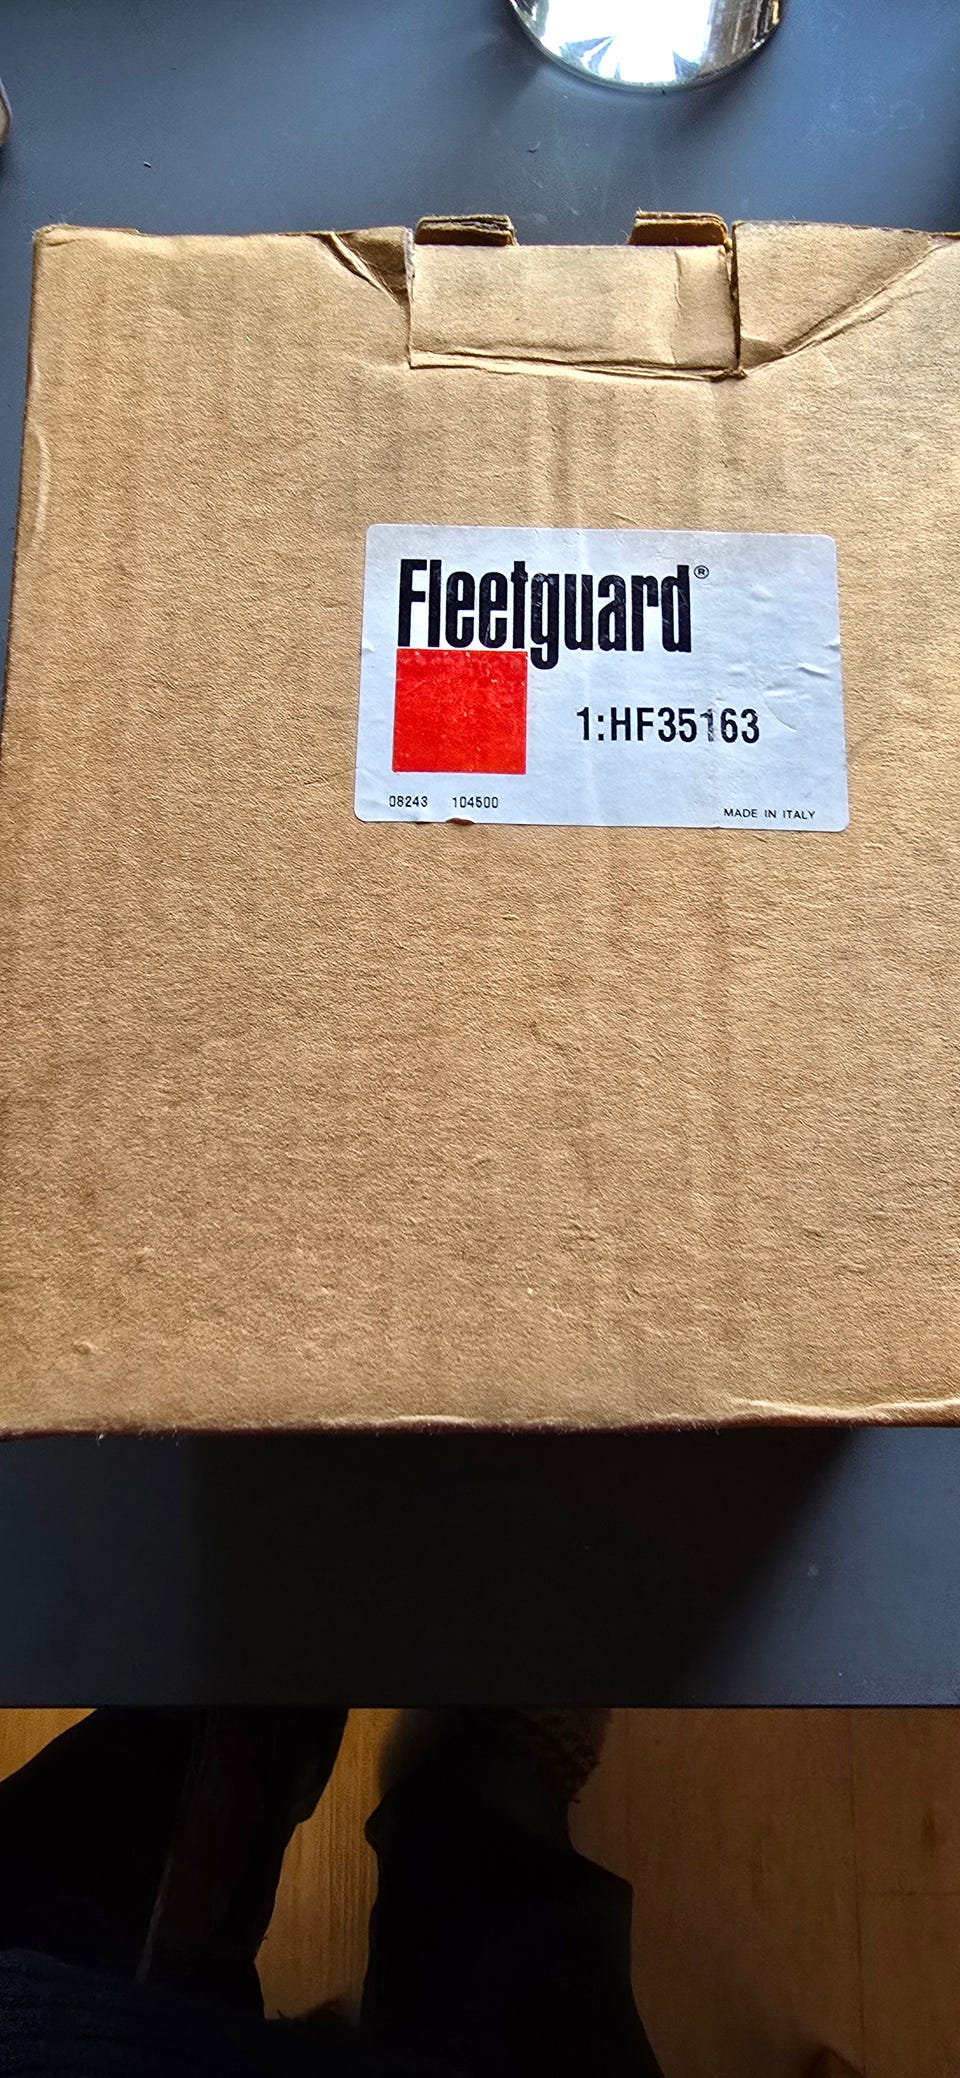 Fleetguard®
1:HF35163
08243 104500
MADE IN ITALY